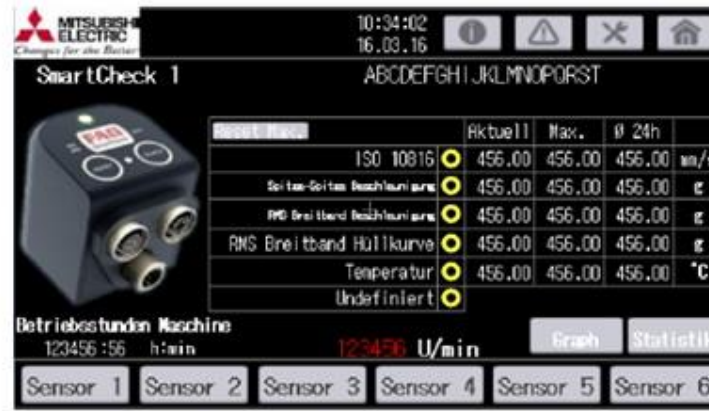 MITSUBISHI
ELECTRIC
Changes for the Better
10:34:02
16.03.16
SmartCheck 1
ABCDEFGHIJKLMNOPQRST
FAG
Reset Max.
Aktuell Max. Ø 24h
ISO 10816 456.00 456.00 456.00 mm/s
Spitze-Spitze Beschleunigung 456.00 456.00 456.00 g
RMS Breitband Beschleunigung 456.00 456.00 456.00 g
RMS Breitband Hüllkurve 456.00 456.00 456.00 g
Temperatur 456.00 456.00 456.00 °C
Undefiniert
Betriebsstunden Maschine
123456:56 h:min
123456 U/min
Graph Statistik
Sensor 1 Sensor 2 Sensor 3 Sensor 4 Sensor 5 Sensor 6